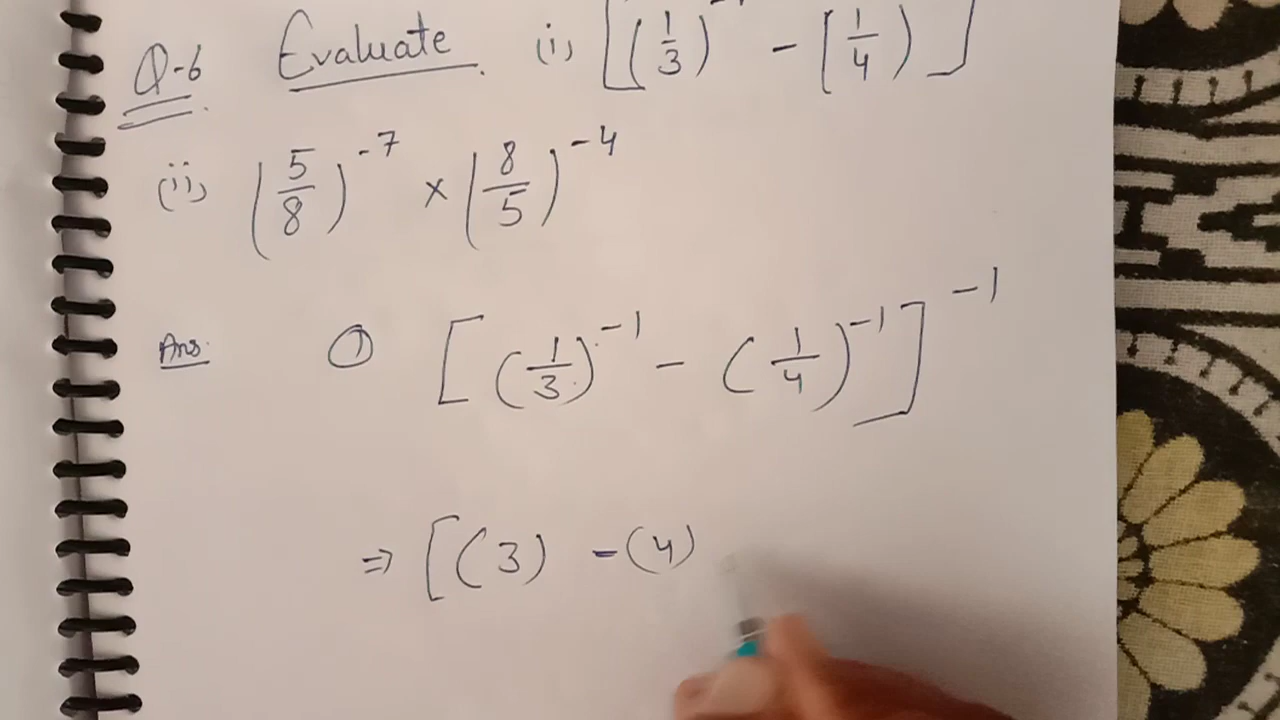 Q-6 Evaluate (i) [(1/3)^-1 - (1/4)]
(ii) (5/8)^-7 × (8/5)^-4
Ans. ① [(1/3)^-1 - (1/4)^-1]^-1
⇒ [(3) - (4)